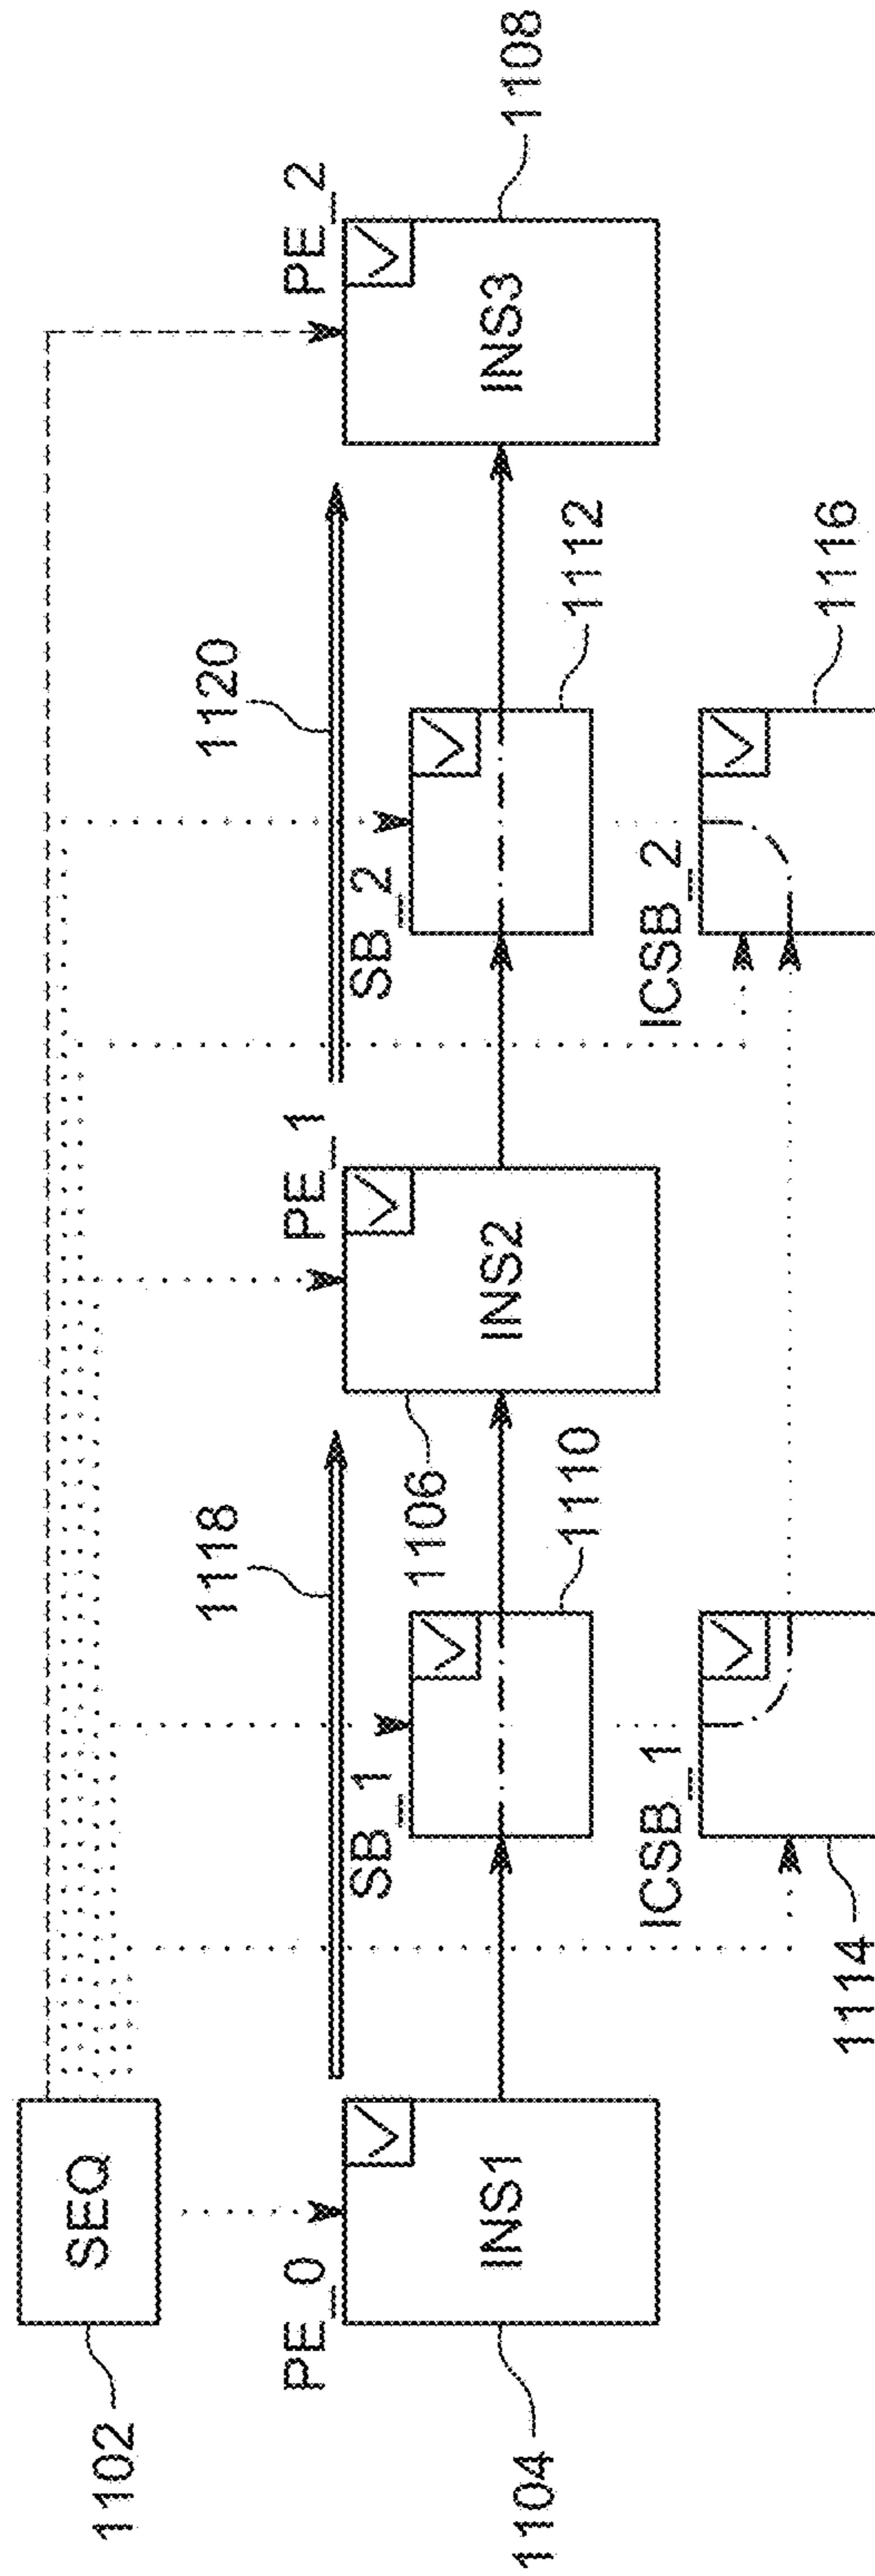 1102
SEQ
1118
1120
PE_0
PE_1
PE_2
SB_1
SB_2
V
V
V
V
V
INS1
INS2
INS3
1104
1106
1110
1112
1108
ICSB_1
ICSB_2
V
V
1114
1116